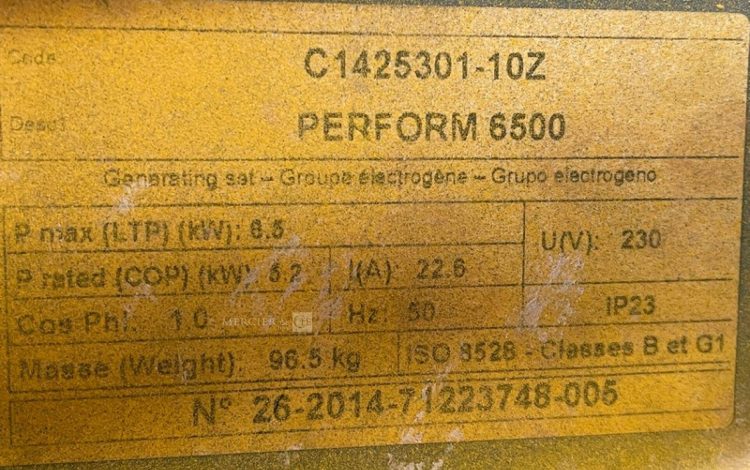 Code C1425301-10Z
Desc. PERFORM 6500
Generating set – Groupe électrogène – Grupo electrogeno
P max (LTP) (kW): 6.5
U(V): 230
P rated (COP) (kW): 5.2 I(A): 22.6
Cos Phi: 1.0 Hz: 50 IP23
MERCIER &
Masse (Weight): 96.5 kg ISO 8528 - Classes B et G1
N° 26-2014-71223748-005